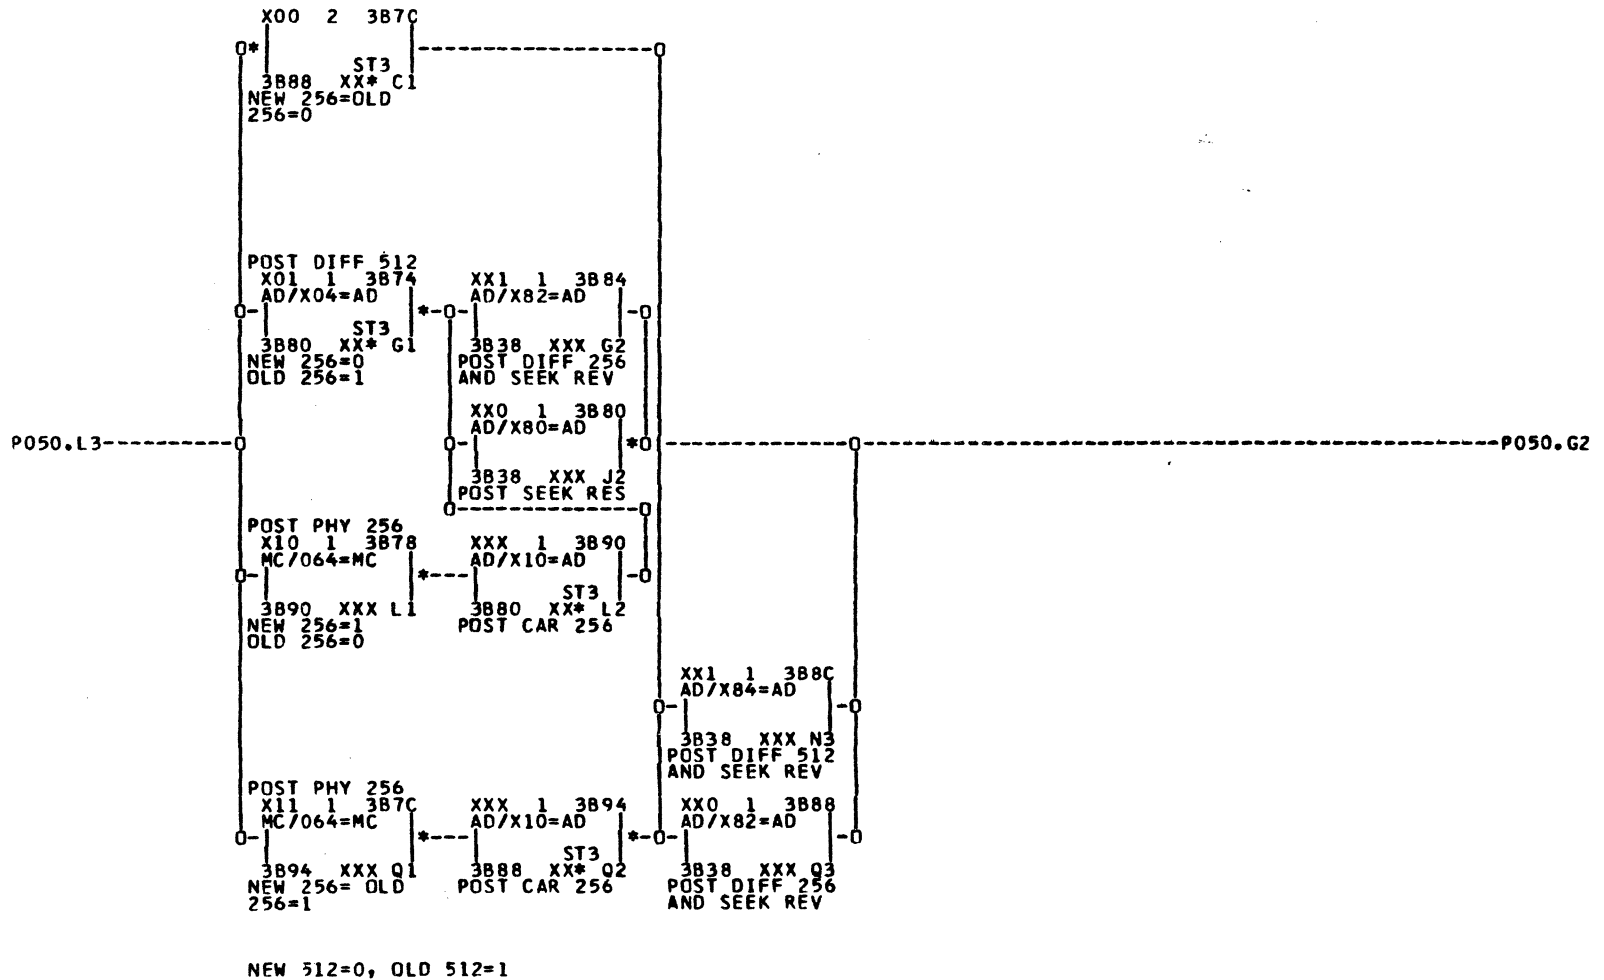 X00 2 3B7C
ST3
3B88 XX* C1
NEW 256=OLD
256=0
POST DIFF 512
X01 1 3B74
AD/X04=AD
ST3
3B80 XX* G1
NEW 256=0
OLD 256=1
XX1 1 3B84
AD/X82=AD
3B38 XXX G2
POST DIFF 256
AND SEEK REV
XX0 1 3B80
AD/X80=AD
3B38 XXX J2
POST SEEK RES
PO50.L3
PO50.G2
POST PHY 256
X10 1 3B78
MC/064=MC
3B90 XXX L1
NEW 256=1
OLD 256=0
XXX 1 3B90
AD/X10=AD
ST3
3B80 XX* L2
POST CAR 256
XX1 1 3B8C
AD/X84=AD
3B38 XXX N3
POST DIFF 512
AND SEEK REV
POST PHY 256
X11 1 3B7C
MC/064=MC
3B94 XXX Q1
NEW 256= OLD
256=1
XXX 1 3B94
AD/X10=AD
ST3
3B88 XX* Q2
POST CAR 256
XX0 1 3B88
AD/X82=AD
3B38 XXX Q3
POST DIFF 256
AND SEEK REV
NEW 512=0, OLD 512=1